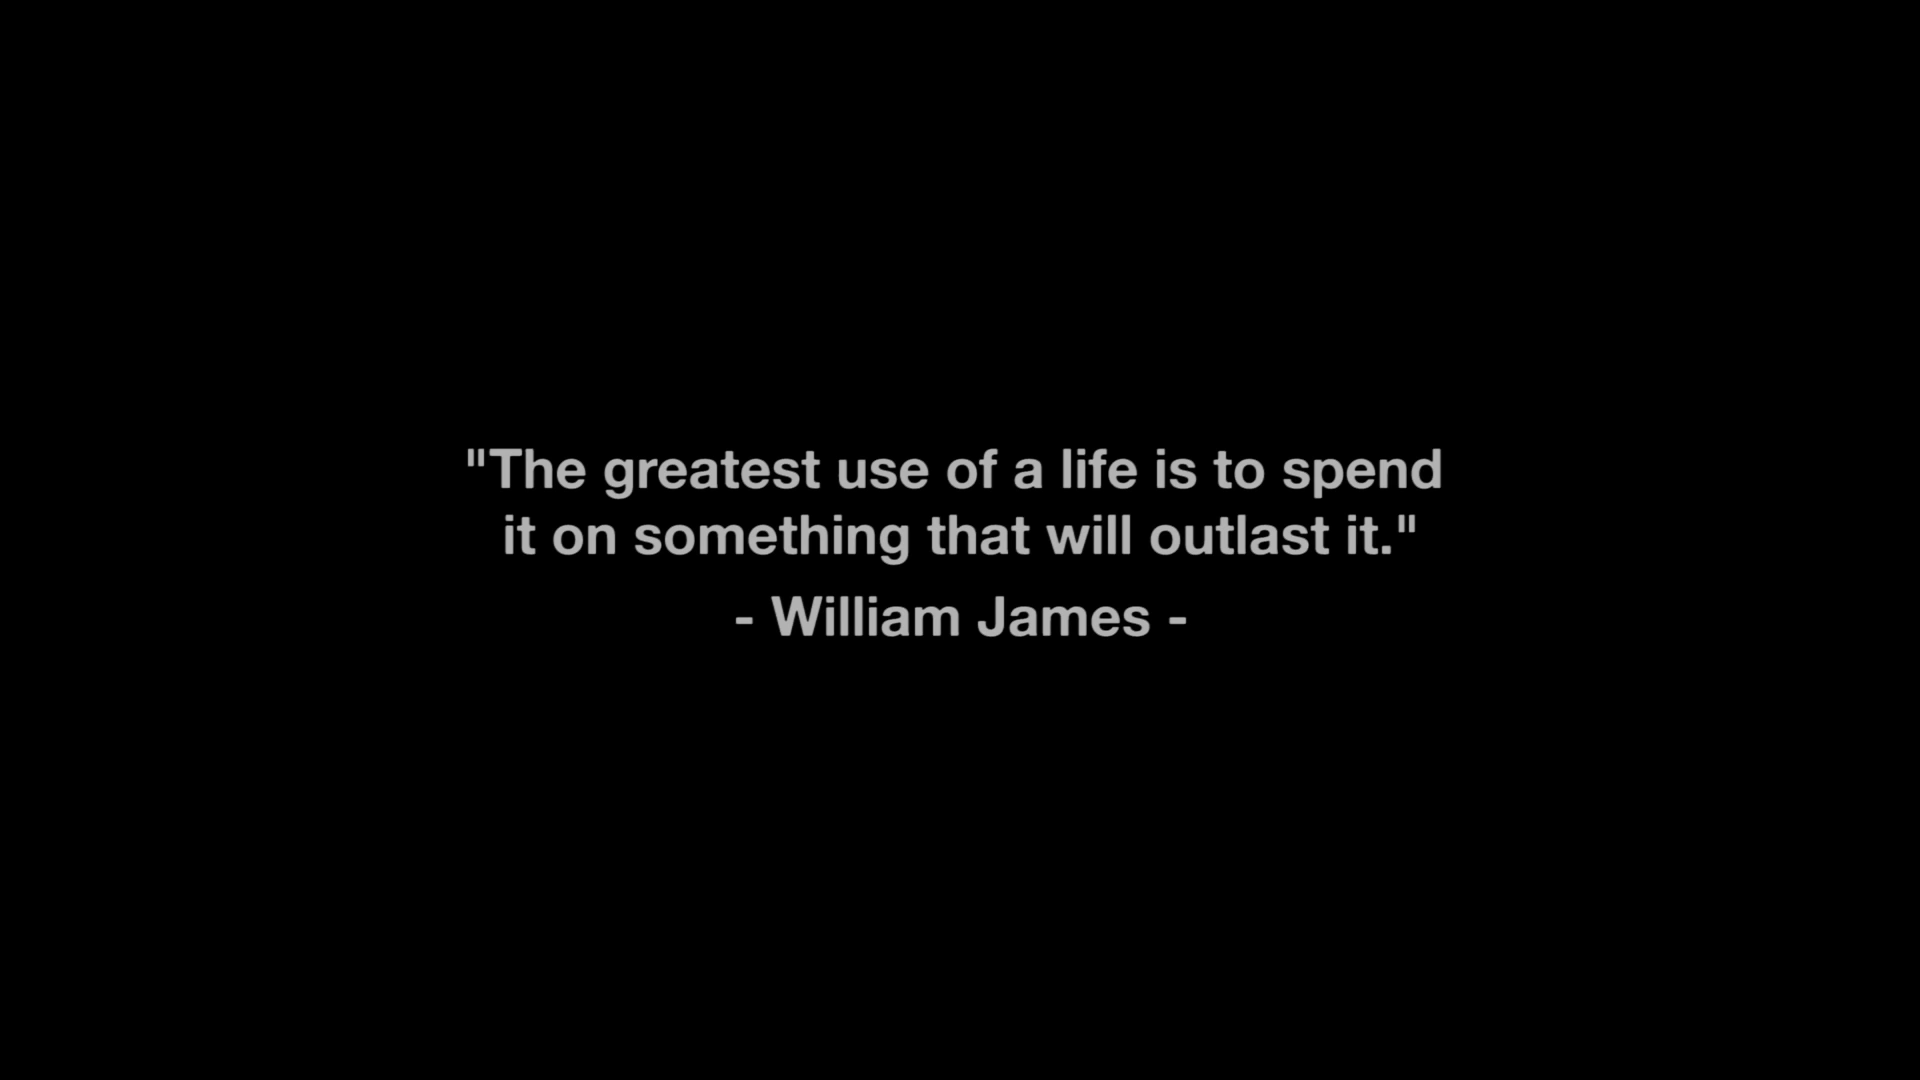 "The greatest use of a life is to spend
it on something that will outlast it."
- William James -